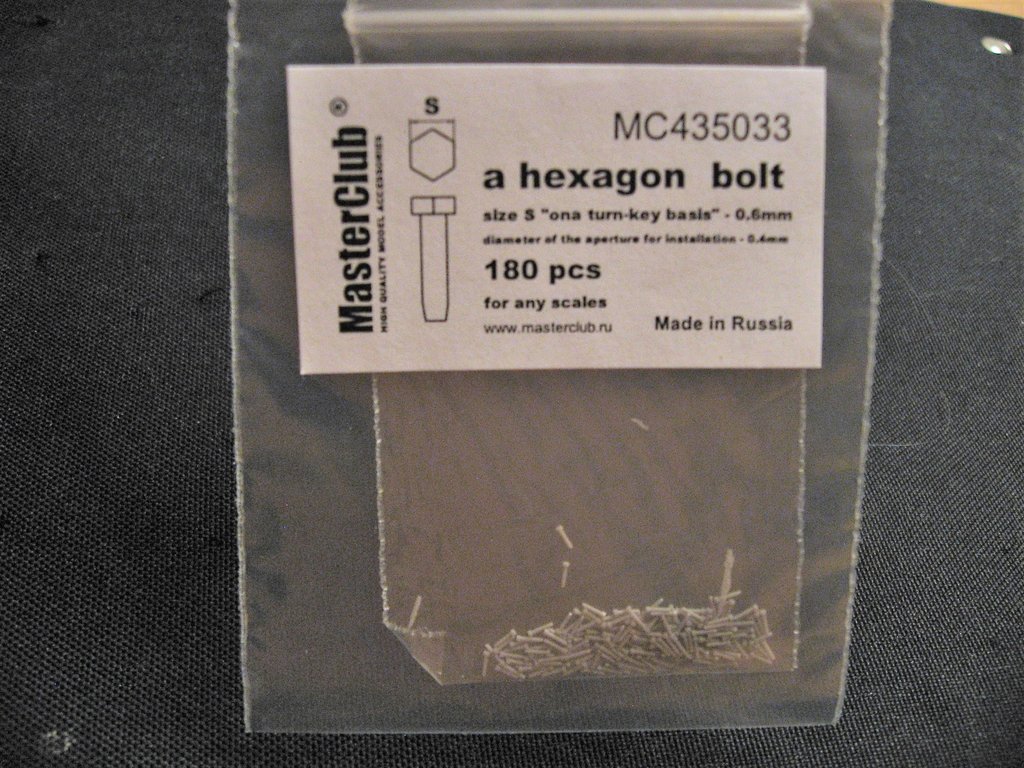 MasterClub ®
HIGH QUALITY MODEL ACCESSORIES
S
MC435033
a hexagon bolt
size S "ona turn-key basis" - 0.6mm
diameter of the aperture for installation - 0.4mm
180 pcs
for any scales
www.masterclub.ru
Made in Russia